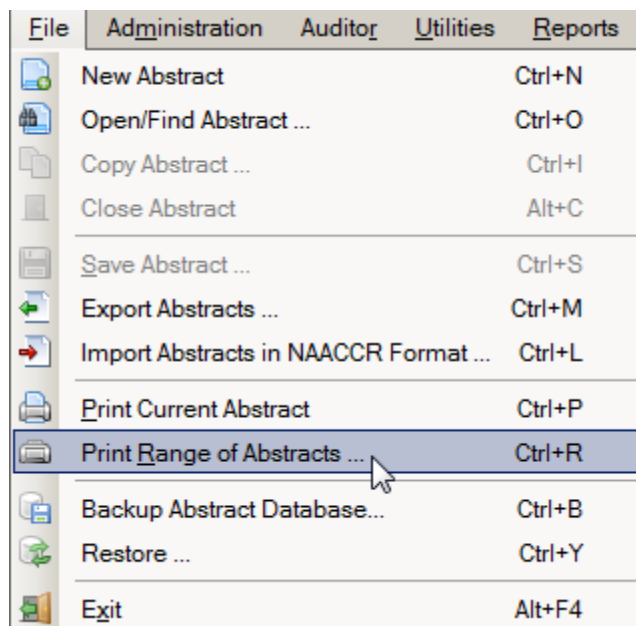 File Administration Auditor Utilities Reports
New Abstract Ctrl+N
Open/Find Abstract ... Ctrl+O
Copy Abstract ... Ctrl+I
Close Abstract Alt+C
Save Abstract ... Ctrl+S
Export Abstracts ... Ctrl+M
Import Abstracts in NAACCR Format ... Ctrl+L
Print Current Abstract Ctrl+P
Print Range of Abstracts ... Ctrl+R
Backup Abstract Database... Ctrl+B
Restore ... Ctrl+Y
Exit Alt+F4